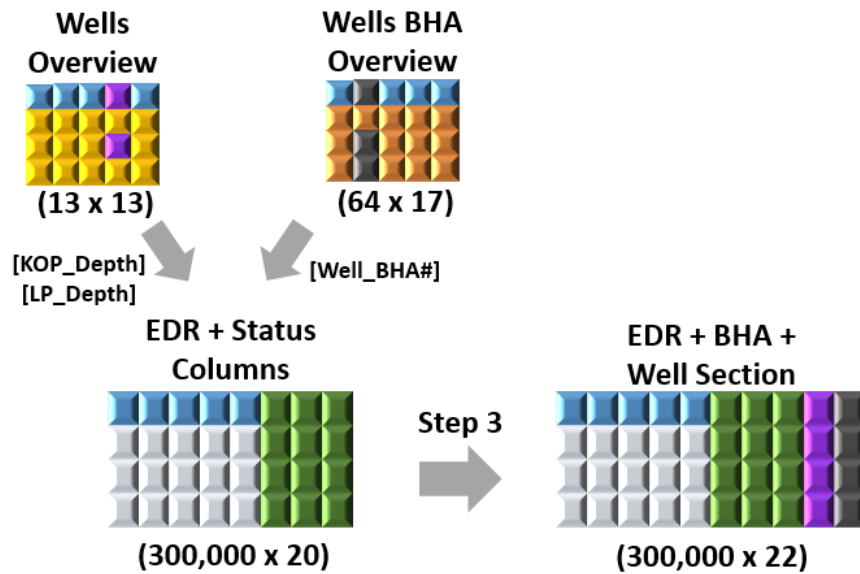 Wells
Overview
Wells BHA
Overview
(13 x 13)
(64 x 17)
[KOP_Depth]
[LP_Depth]
[Well_BHA#]
EDR + Status
Columns
EDR + BHA +
Well Section
Step 3
(300,000 x 20)
(300,000 x 22)